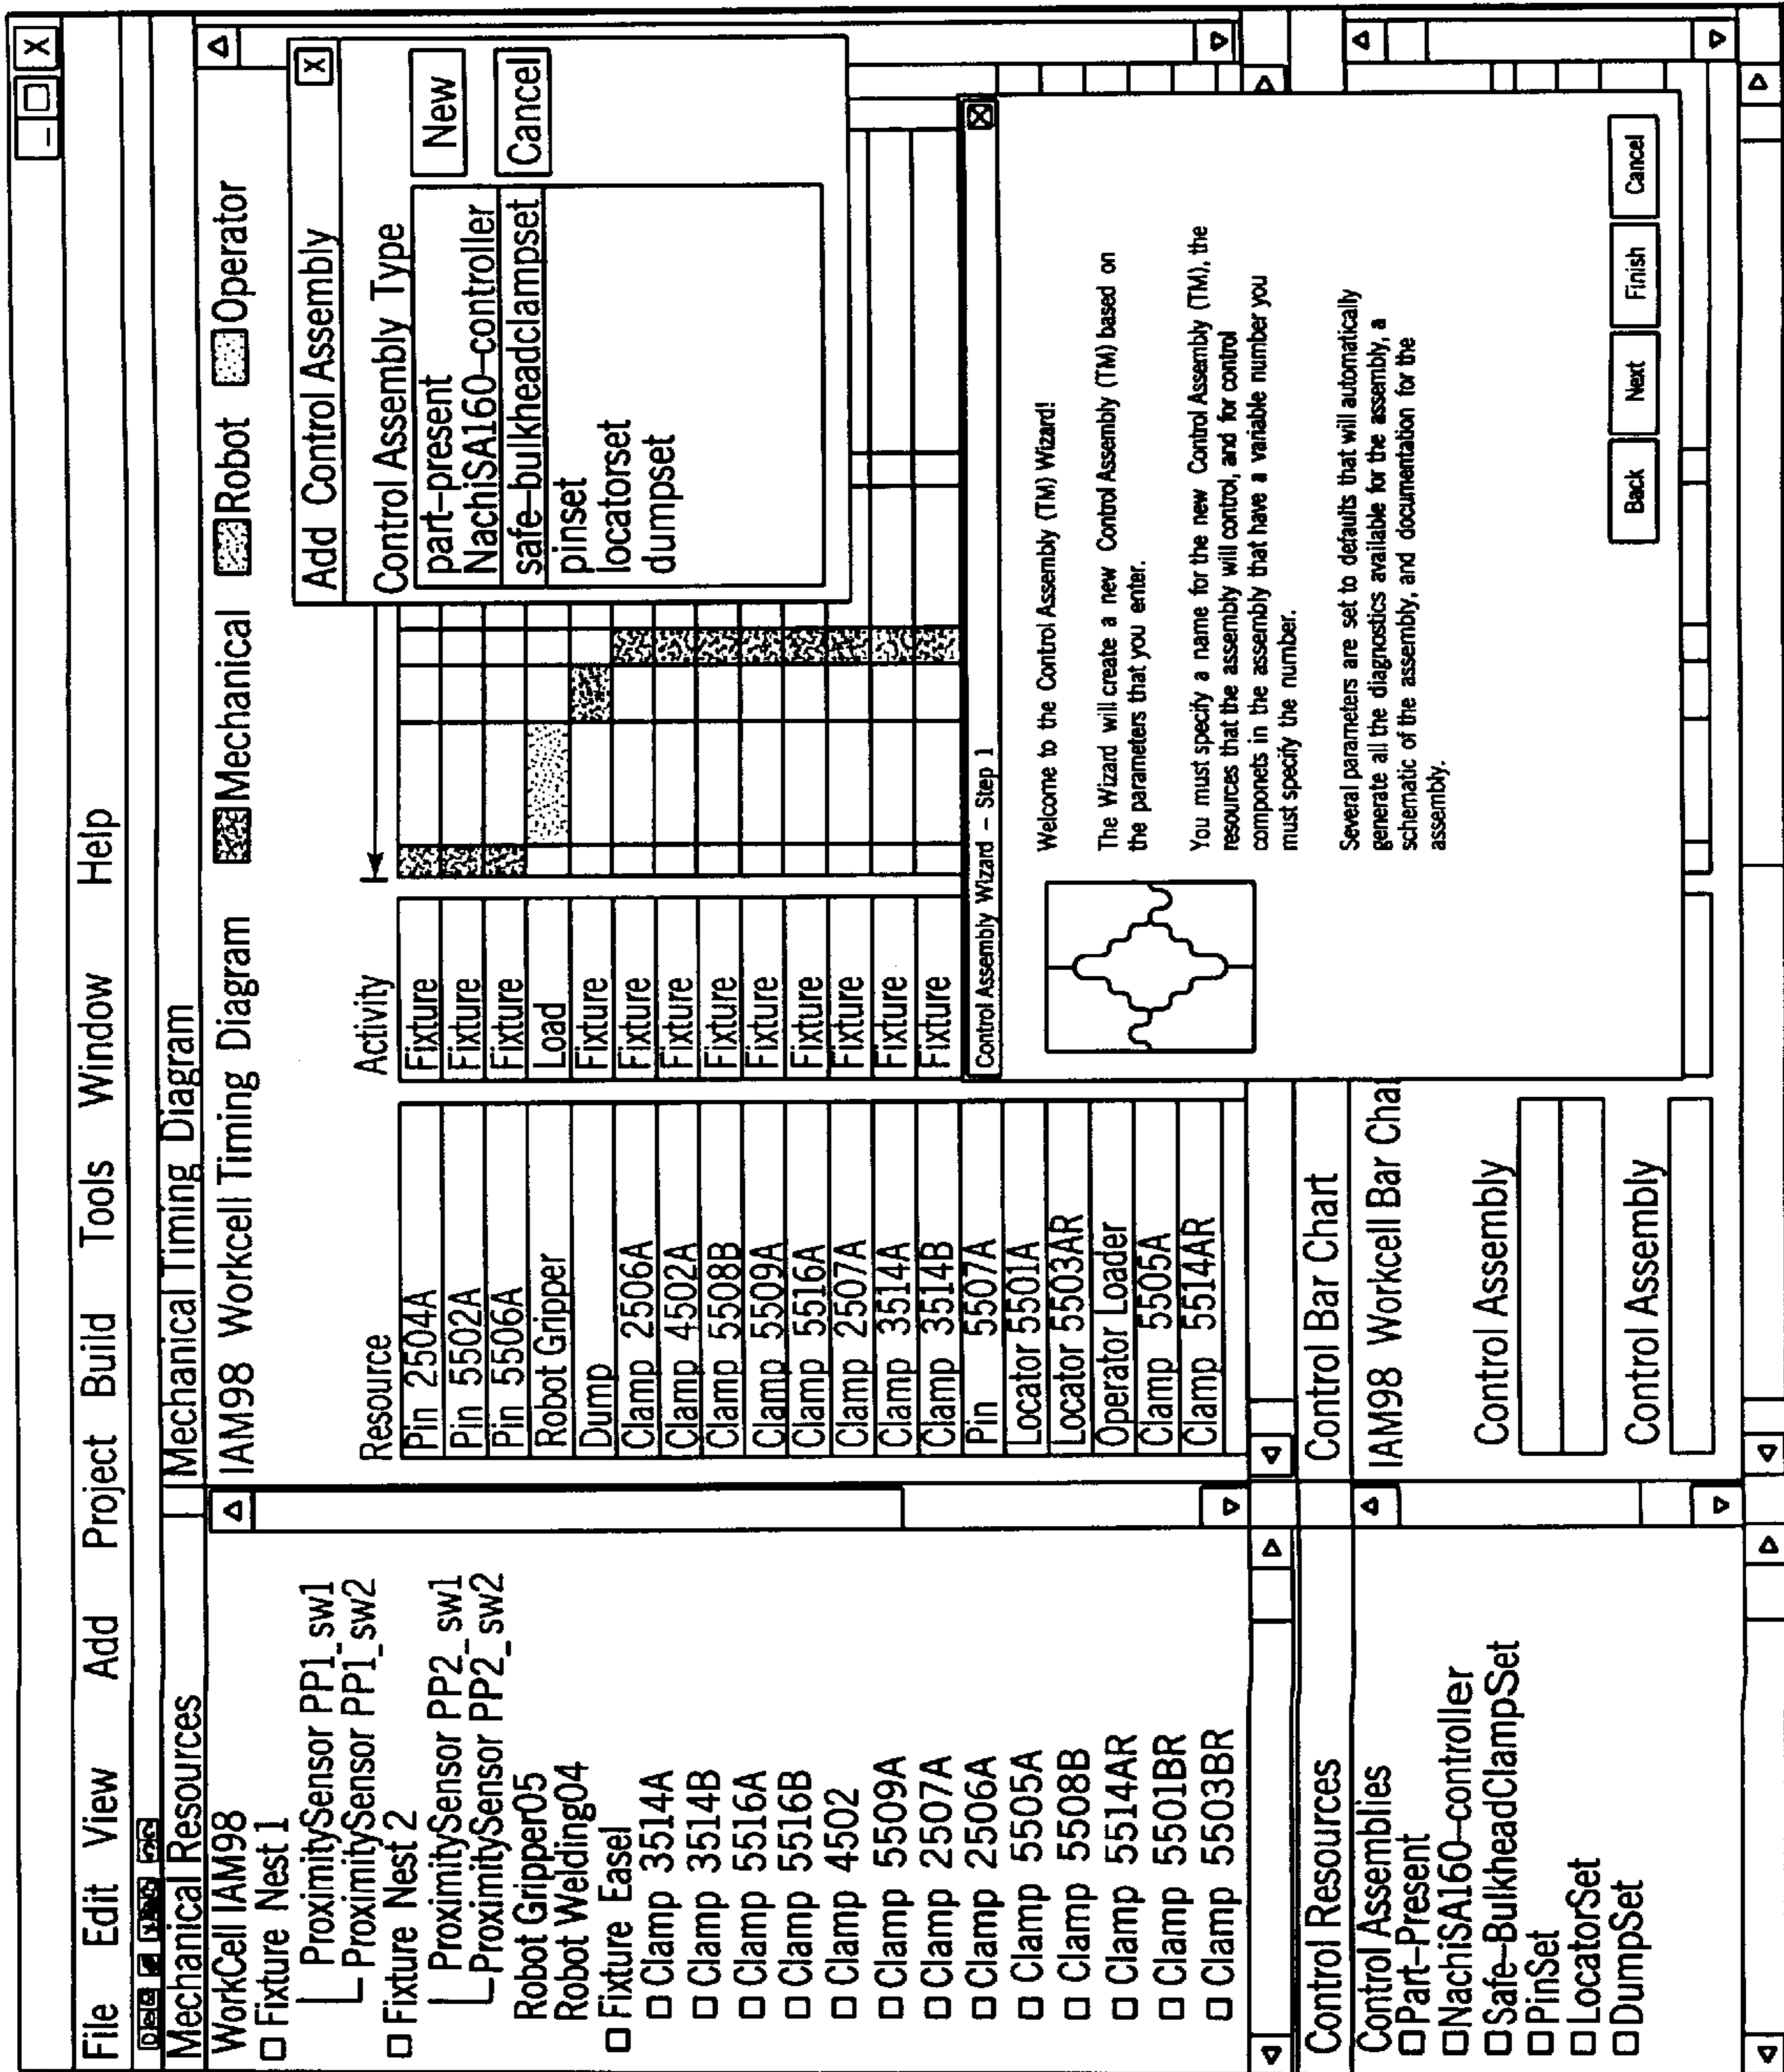 _ □ X
File Edit View Add Project Build Tools Window Help
Mechanical Resources
WorkCell IAM98
Fixture Nest 1
ProximitySensor PP1_sw1
ProximitySensor PP1_sw2
Fixture Nest 2
ProximitySensor PP2_sw1
ProximitySensor PP2_sw2
Robot Gripper05
Robot Welding04
Fixture Easel
Clamp 3514A
Clamp 3514B
Clamp 5516A
Clamp 5516B
Clamp 4502
Clamp 5509A
Clamp 2507A
Clamp 2506A
Clamp 5505A
Clamp 5508B
Clamp 5514AR
Clamp 5501BR
Clamp 5503BR
Control Resources
Control Assemblies
Part-Present
NachiSA160-controller
Safe-BulkheadClampSet
PinSet
LocatorSet
DumpSet
Mechanical Timing Diagram
IAM98 Workcell Timing Diagram Mechanical Robot Operator
Resource Activity
Pin 2504A Fixture
Pin 5502A Fixture
Pin 5506A Fixture
Robot Gripper Load
Dump Fixture
Clamp 2506A Fixture
Clamp 4502A Fixture
Clamp 5508B Fixture
Clamp 5509A Fixture
Clamp 5516A Fixture
Clamp 2507A Fixture
Clamp 3514A Fixture
Clamp 3514B Fixture
Pin 5507A
Locator 5501A
Locator 5503AR
Operator Loader
Clamp 5505A
Clamp 5514AR
Control Bar Chart
IAM98 Workcell Bar Char
Control Assembly
Control Assembly
Add Control Assembly X
Control Assembly Type
part-present
NachiSA160-controller
safe-bulkheadclampset
pinset
locatorset
dumpset
New
Cancel
Control Assembly Wizard - Step 1 X
Welcome to the Control Assembly (TM) Wizard!
The Wizard will create a new Control Assembly (TM) based on
the parameters that you enter.
You must specify a name for the new Control Assembly (TM), the
resources that the assembly will control, and for control
componets in the assembly that have a variable number you
must specify the number.
Several parameters are set to defaults that will automatically
generate all the diagnostics available for the assembly, a
schematic of the assembly, and documentation for the
assembly.
Back Next Finish Cancel